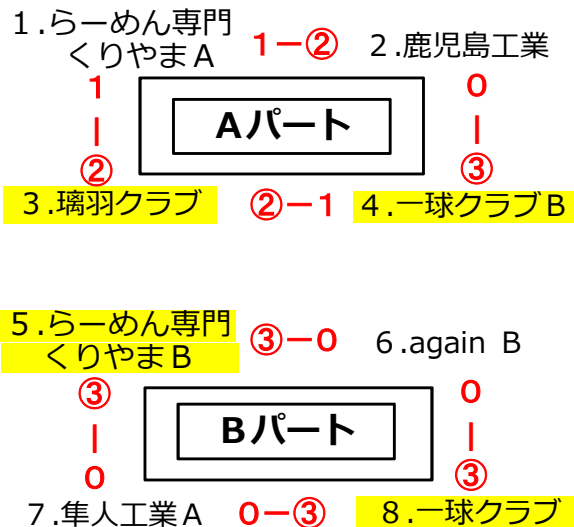 1.らーめん専門
くりやまA
1ー②
2.鹿児島工業
1
ー
②
Aパート
0
ー
③
3.璃羽クラブ
②ー1
4.一球クラブB
5.らーめん専門
くりやまB
③ー0
6.again B
③
ー
0
Bパート
0
ー
③
7.隼人工業A
0ー③
8.一球クラブ